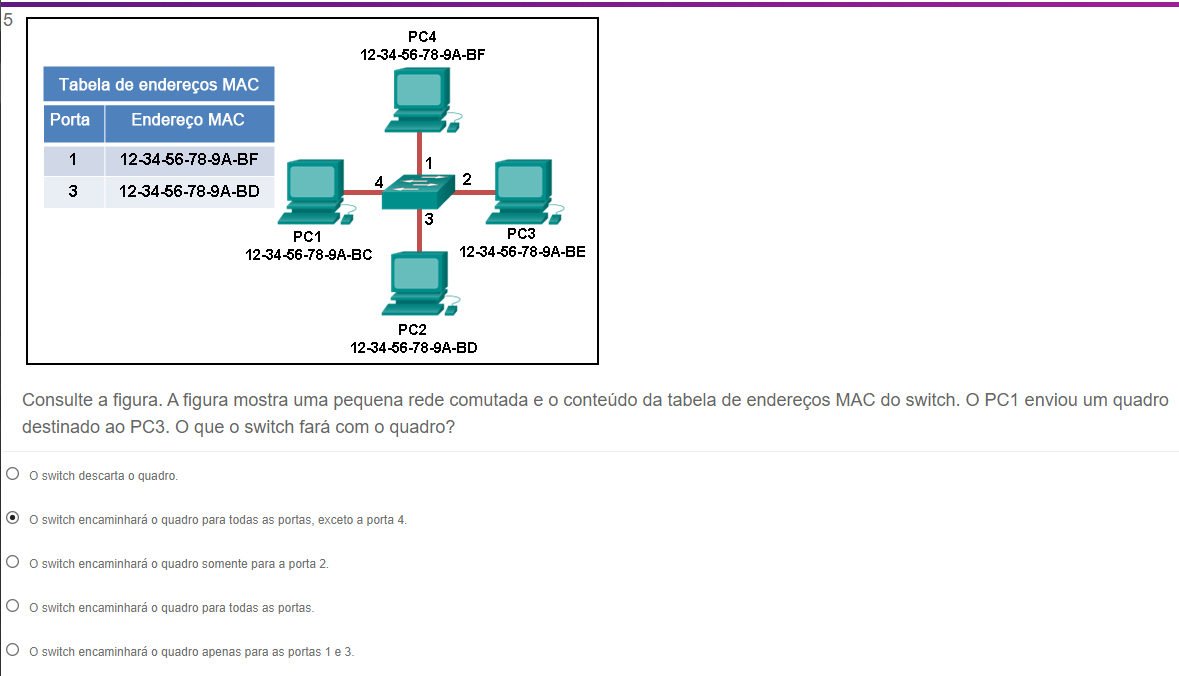 5
PC4
12-34-56-78-9A-BF
Tabela de endereços MAC
Porta Endereço MAC
1 12-34-56-78-9A-BF
3 12-34-56-78-9A-BD
1
4
2
3
PC1
12-34-56-78-9A-BC
PC3
12-34-56-78-9A-BE
PC2
12-34-56-78-9A-BD
Consulte a figura. A figura mostra uma pequena rede comutada e o conteúdo da tabela de endereços MAC do switch. O PC1 enviou um quadro
destinado ao PC3. O que o switch fará com o quadro?
O switch descarta o quadro.
O switch encaminhará o quadro para todas as portas, exceto a porta 4.
O switch encaminhará o quadro somente para a porta 2.
O switch encaminhará o quadro para todas as portas.
O switch encaminhará o quadro apenas para as portas 1 e 3.